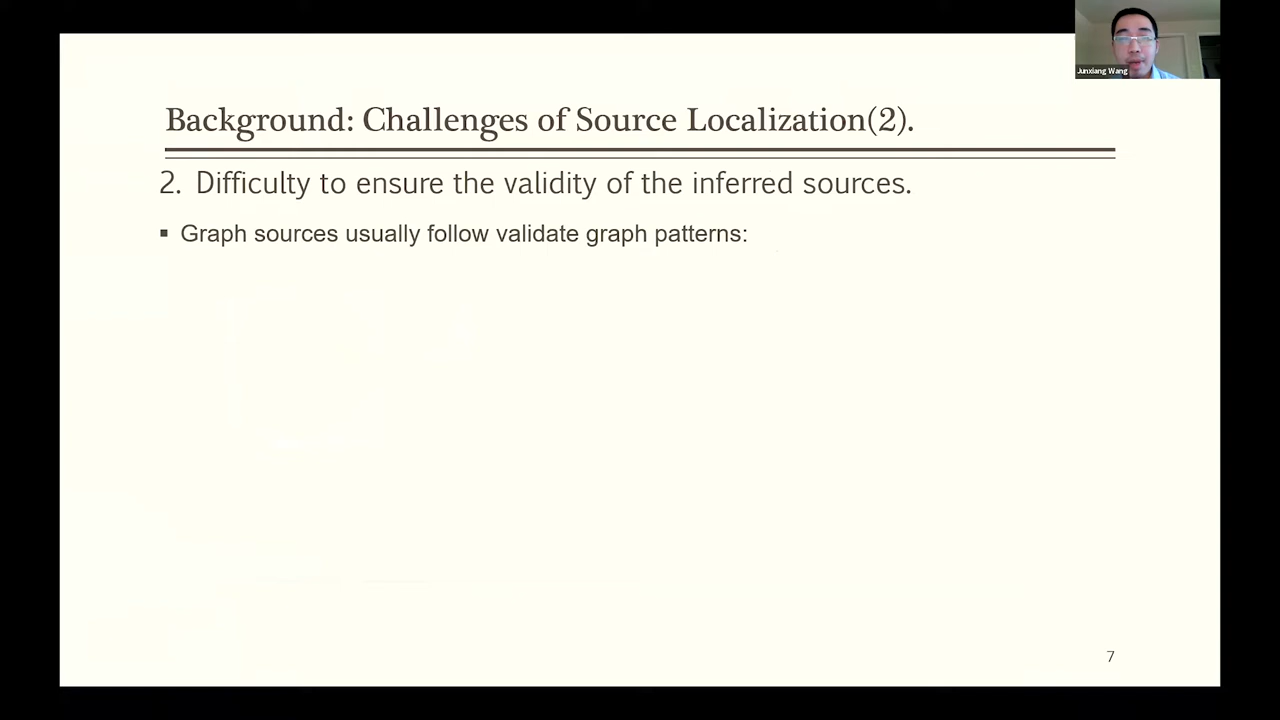 Junxiang Wang
Background: Challenges of Source Localization(2).
2. Difficulty to ensure the validity of the inferred sources.
▪ Graph sources usually follow validate graph patterns:
7